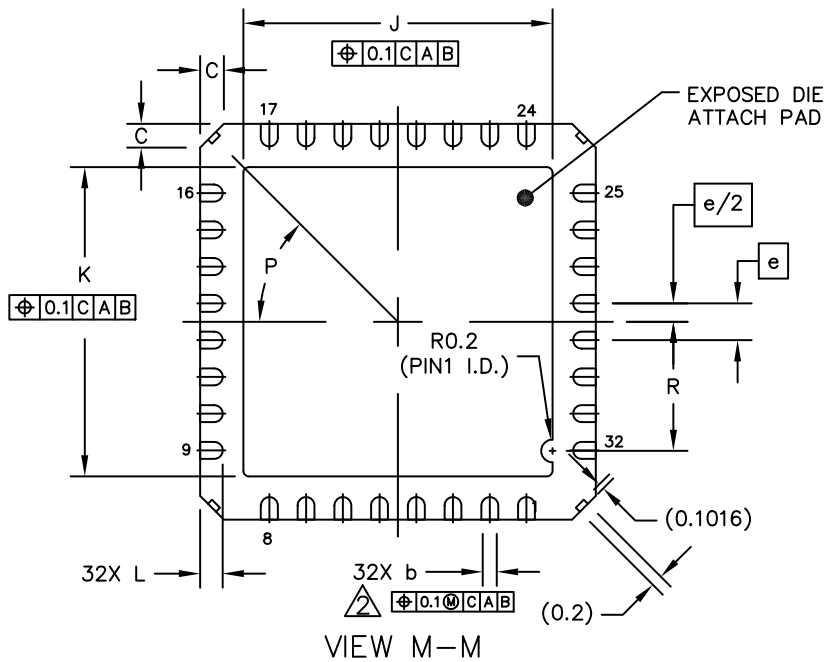 J
⌖ 0.1 C A B
C
17
24
EXPOSED DIE
ATTACH PAD
C
16
25
e/2
K
P
e
⌖ 0.1 C A B
R0.2
(PIN1 I.D.)
R
9
32
1
(0.1016)
8
32X L
32X b
2
⌖ 0.1Ⓜ C A B
(0.2)
VIEW M-M